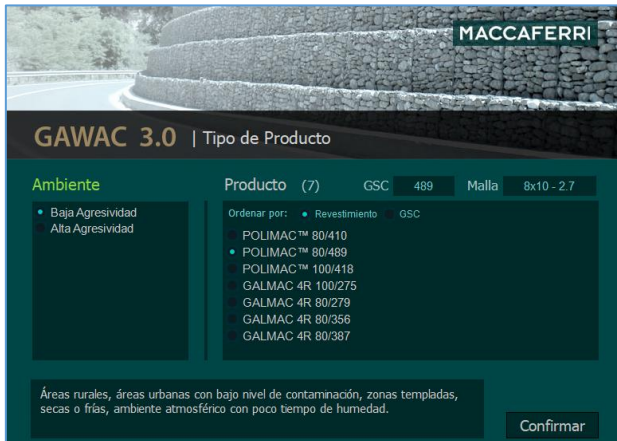 MACCAFERRI
GAWAC 3.0 | Tipo de Producto
Ambiente
Baja Agresividad
Alta Agresividad
Producto (7) GSC 489 Malla 8x10 - 2.7
Ordenar por: Revestimiento GSC
POLIMAC™ 80/410
POLIMAC™ 80/489
POLIMAC™ 100/418
GALMAC 4R 100/275
GALMAC 4R 80/279
GALMAC 4R 80/356
GALMAC 4R 80/387
Áreas rurales, áreas urbanas con bajo nivel de contaminación, zonas templadas,
secas o frías, ambiente atmosférico con poco tiempo de humedad.
Confirmar